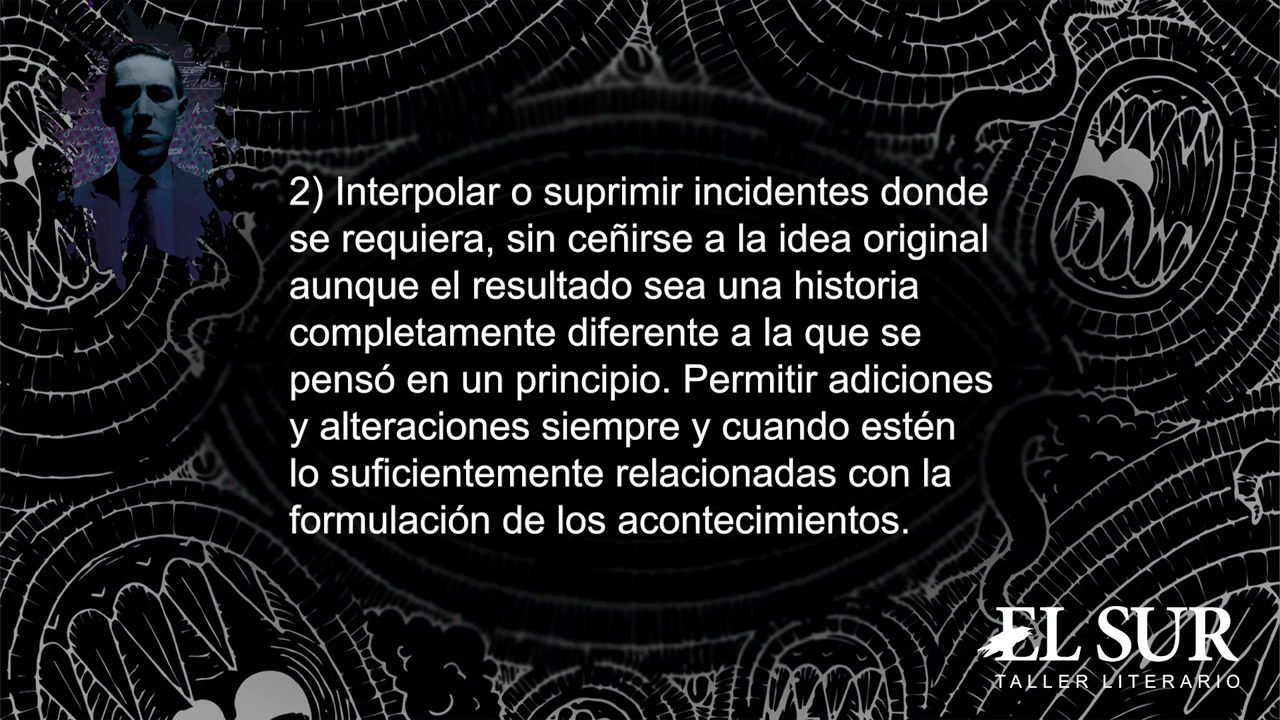 2) Interpolar o suprimir incidentes donde
se requiera, sin ceñirse a la idea original
aunque el resultado sea una historia
completamente diferente a la que se
pensó en un principio. Permitir adiciones
y alteraciones siempre y cuando estén
lo suficientemente relacionadas con la
formulación de los acontecimientos.
EL SUR
TALLER LITERARIO